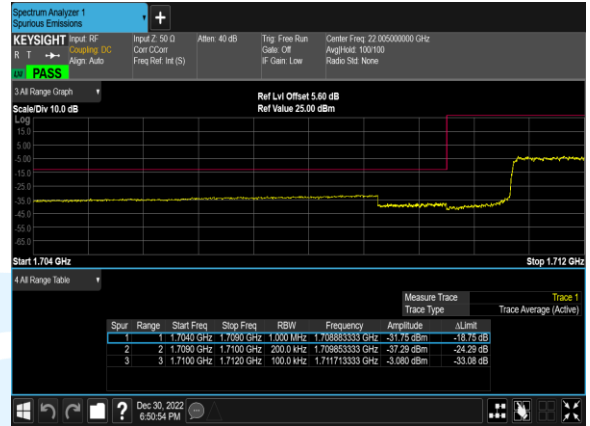 Spectrum Analyzer 1
Spurious Emissions
KEYSIGHT Input: RF Input Z: 50 Ω Atten: 40 dB Trig: Free Run Center Freq: 22.005000000 GHz
R T Coupling: DC Corr CCorr Gate: Off Avg|Hold: 100/100
Align: Auto Freq Ref: Int (S) IF Gain: Low Radio Std: None
PASS
3 All Range Graph
Ref Lvl Offset 5.60 dB
Scale/Div 10.0 dB Ref Value 25.00 dBm
Log
15.0
5.00
-5.00
-15.0
-25.0
-35.0
-45.0
-55.0
-65.0
Start 1.704 GHz Stop 1.712 GHz
4 All Range Table
Measure Trace Trace 1
Trace Type Trace Average (Active)
Spur Range Start Freq Stop Freq RBW Frequency Amplitude ΔLimit
1 1 1.7040 GHz 1.7090 GHz 1.000 MHz 1.708883333 GHz -31.75 dBm -18.75 dB
2 2 1.7090 GHz 1.7100 GHz 200.0 kHz 1.709853333 GHz -37.29 dBm -24.29 dB
3 3 1.7100 GHz 1.7120 GHz 100.0 kHz 1.711713333 GHz -3.080 dBm -33.08 dB
?
Dec 30, 2022
6:50:54 PM